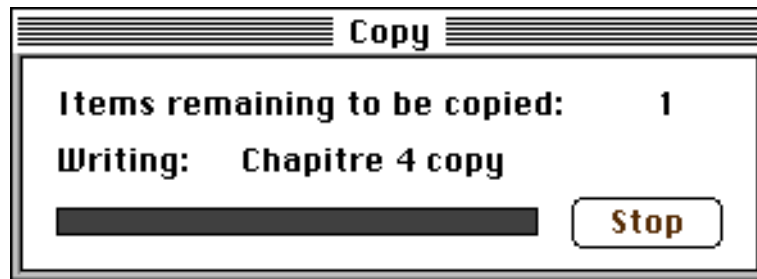 Copy
Items remaining to be copied: 1
Writing: Chapitre 4 copy
Stop